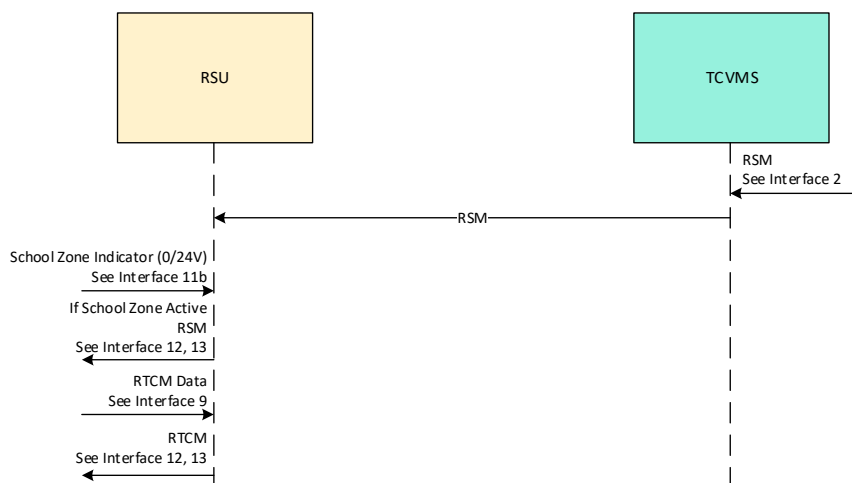 RSU
TCVMS
RSM
See Interface 2
RSM
School Zone Indicator (0/24V)
See Interface 11b
If School Zone Active
RSM
See Interface 12, 13
RTCM Data
See Interface 9
RTCM
See Interface 12, 13